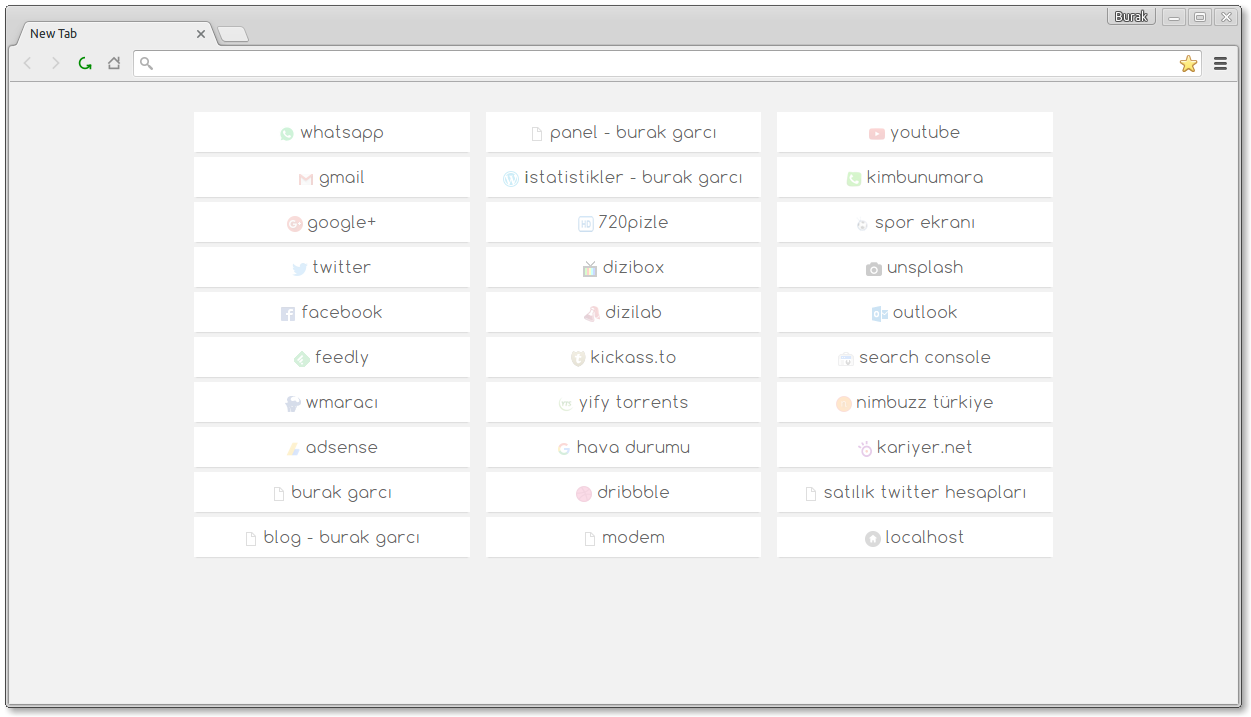 Burak
New Tab
whatsapp
panel - burak garcı
youtube
gmail
istatistikler - burak garcı
kimbunumara
google+
720pizle
spor ekranı
twitter
dizibox
unsplash
facebook
dizilab
outlook
feedly
kickass.to
search console
wmaracı
yify torrents
nimbuzz türkiye
adsense
hava durumu
kariyer.net
burak garcı
dribbble
satılık twitter hesapları
blog - burak garcı
modem
localhost